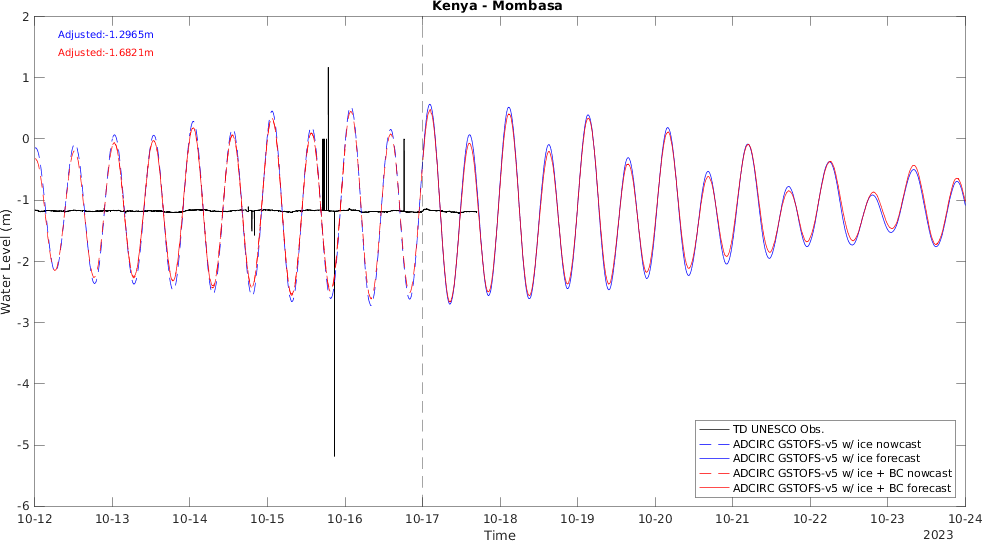 Kenya - Mombasa
Adjusted:-1.2965m
Adjusted:-1.6821m
2
1
0
-1
-2
-3
-4
-5
-6
Water Level (m)
TD UNESCO Obs.
ADCIRC GSTOFS-v5 w/ ice nowcast
ADCIRC GSTOFS-v5 w/ ice forecast
ADCIRC GSTOFS-v5 w/ ice + BC nowcast
ADCIRC GSTOFS-v5 w/ ice + BC forecast
10-12 10-13 10-14 10-15 10-16 10-17 10-18 10-19 10-20 10-21 10-22 10-23 10-24
Time
2023